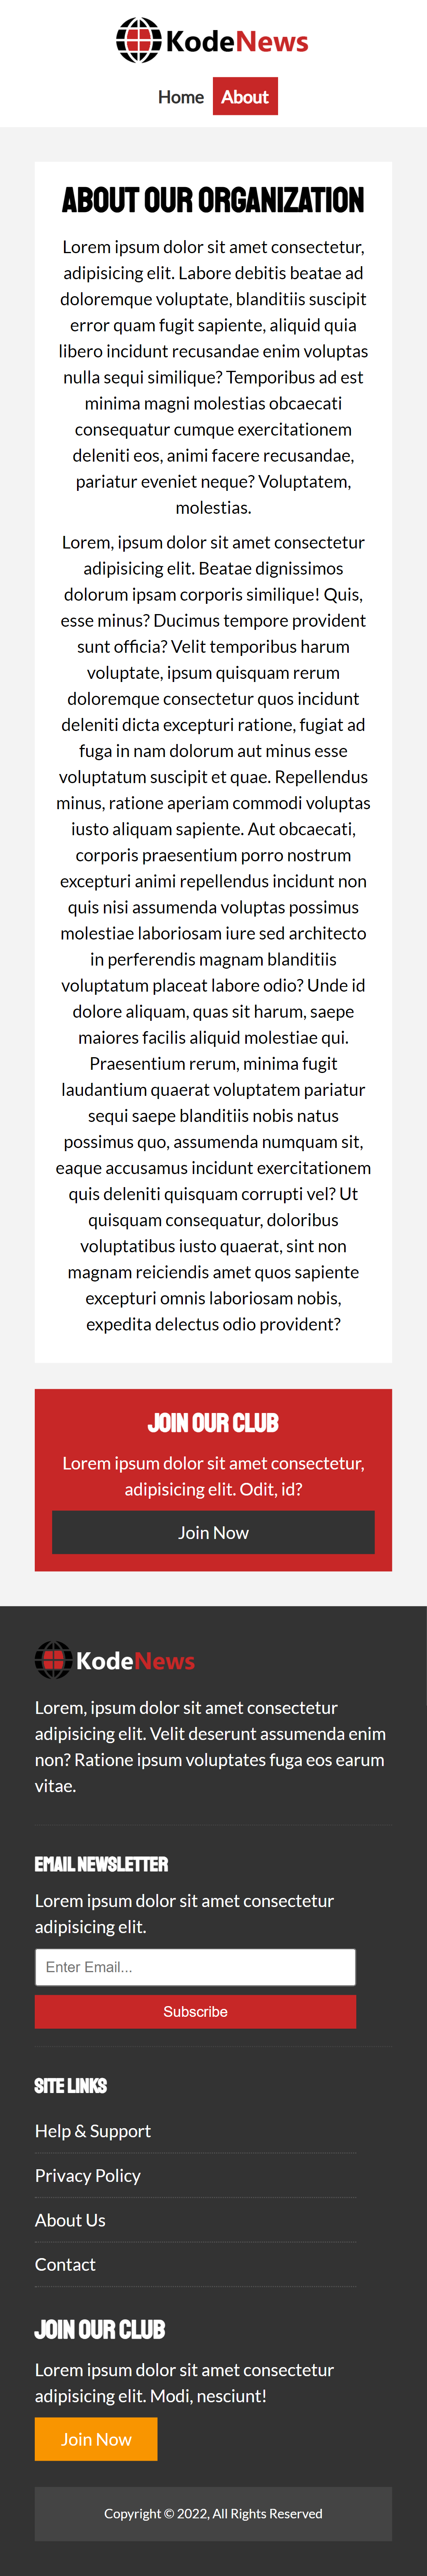 KodeNews
Home About
ABOUT OUR ORGANIZATION
Lorem ipsum dolor sit amet consectetur,
adipisicing elit. Labore debitis beatae ad
doloremque voluptate, blanditiis suscipit
error quam fugit sapiente, aliquid quia
libero incidunt recusandae enim voluptas
nulla sequi similique? Temporibus ad est
minima magni molestias obcaecati
consequatur cumque exercitationem
deleniti eos, animi facere recusandae,
pariatur eveniet neque? Voluptatem,
molestias.
Lorem, ipsum dolor sit amet consectetur
adipisicing elit. Beatae dignissimos
dolorum ipsam corporis similique! Quis,
esse minus? Ducimus tempore provident
sunt officia? Velit temporibus harum
voluptate, ipsum quisquam rerum
doloremque consectetur quos incidunt
deleniti dicta excepturi ratione, fugiat ad
fuga in nam dolorum aut minus esse
voluptatum suscipit et quae. Repellendus
minus, ratione aperiam commodi voluptas
iusto aliquam sapiente. Aut obcaecati,
corporis praesentium porro nostrum
excepturi animi repellendus incidunt non
quis nisi assumenda voluptas possimus
molestiae laboriosam iure sed architecto
in perferendis magnam blanditiis
voluptatum placeat labore odio? Unde id
dolore aliquam, quas sit harum, saepe
maiores facilis aliquid molestiae qui.
Praesentium rerum, minima fugit
laudantium quaerat voluptatem pariatur
sequi saepe blanditiis nobis natus
possimus quo, assumenda numquam sit,
eaque accusamus incidunt exercitationem
quis deleniti quisquam corrupti vel? Ut
quisquam consequatur, doloribus
voluptatibus iusto quaerat, sint non
magnam reiciendis amet quos sapiente
excepturi omnis laboriosam nobis,
expedita delectus odio provident?
JOIN OUR CLUB
Lorem ipsum dolor sit amet consectetur,
adipisicing elit. Odit, id?
Join Now
KodeNews
Lorem, ipsum dolor sit amet consectetur
adipisicing elit. Velit deserunt assumenda enim
non? Ratione ipsum voluptates fuga eos earum
vitae.
EMAIL NEWSLETTER
Lorem ipsum dolor sit amet consectetur
adipisicing elit.
Enter Email...
Subscribe
SITE LINKS
Help & Support
Privacy Policy
About Us
Contact
JOIN OUR CLUB
Lorem ipsum dolor sit amet consectetur
adipisicing elit. Modi, nesciunt!
Join Now
Copyright © 2022, All Rights Reserved